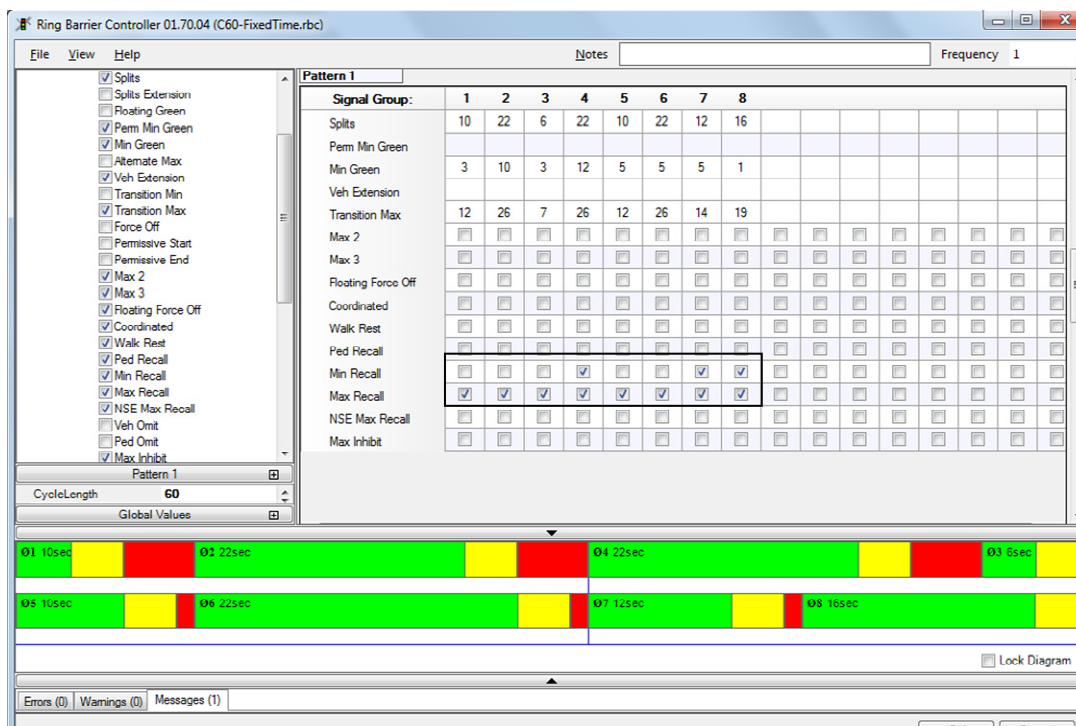 Ring Barrier Controller 01.70.04 (C60-FixedTime.rbc)
File View Help Notes Frequency 1
Splits
Splits Extension
Floating Green
Perm Min Green
Min Green
Alternate Max
Veh Extension
Transition Min
Transition Max
Force Off
Permissive Start
Permissive End
Max 2
Max 3
Floating Force Off
Coordinated
Walk Rest
Ped Recall
Min Recall
Max Recall
NSE Max Recall
Veh Omit
Ped Omit
Max Inhibit
Pattern 1
CycleLength 60
Global Values
Pattern 1
Signal Group: 1 2 3 4 5 6 7 8
Splits 10 22 6 22 10 22 12 16
Perm Min Green
Min Green 3 10 3 12 5 5 5 1
Veh Extension
Transition Max 12 26 7 26 12 26 14 19
Max 2
Max 3
Floating Force Off
Coordinated
Walk Rest
Ped Recall
Min Recall
Max Recall
NSE Max Recall
Max Inhibit
Ø1 10sec Ø2 22sec Ø4 22sec Ø3 6sec
Ø5 10sec Ø6 22sec Ø7 12sec Ø8 16sec
Lock Diagram
Errors (0) Warnings (0) Messages (1)